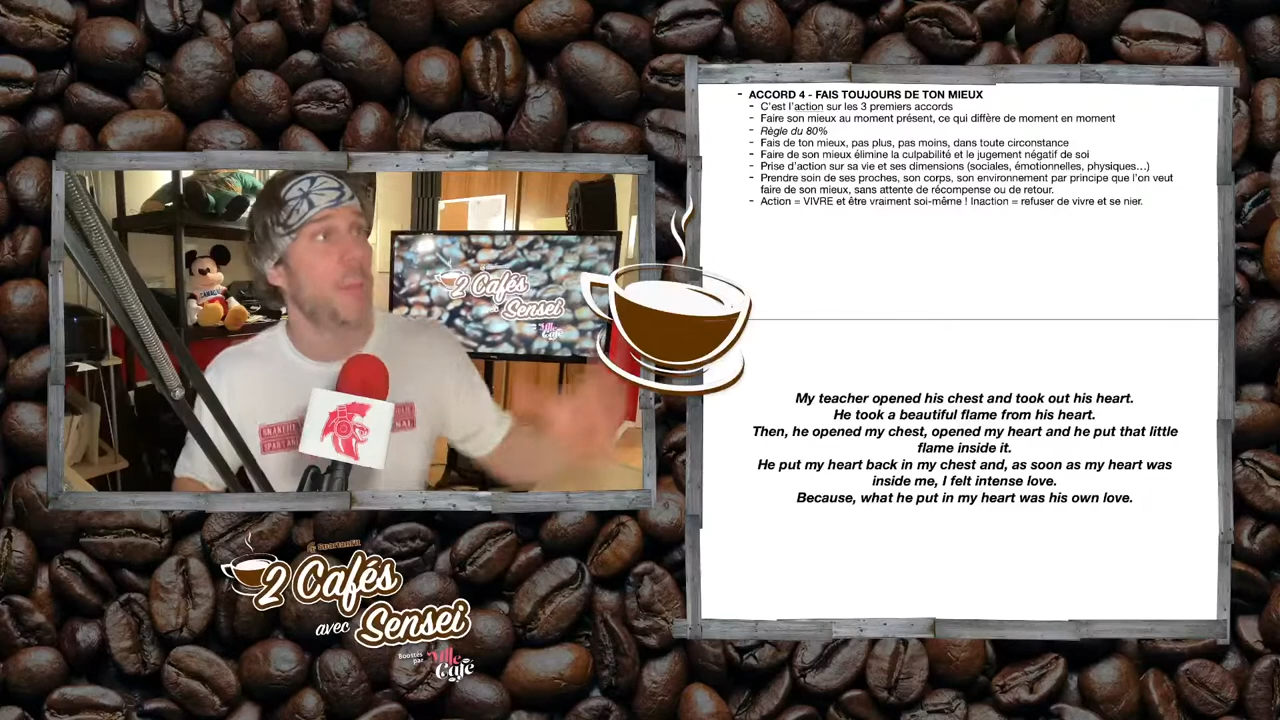 - ACCORD 4 - FAIS TOUJOURS DE TON MIEUX
- C'est l'action sur les 3 premiers accords
- Faire son mieux au moment présent, ce qui diffère de moment en moment
- Règle du 80%
- Fais de ton mieux, pas plus, pas moins, dans toute circonstance
- Faire de son mieux élimine la culpabilité et le jugement négatif de soi
- Prise d'action sur sa vie et ses dimensions (sociales, émotionnelles, physiques...)
- Prendre soin de ses proches, son corps, son environnement par principe que l'on veut
faire de son mieux, sans attente de récompense ou de retour.
- Action = VIVRE et être vraiment soi-même ! Inaction = refuser de vivre et se nier.
My teacher opened his chest and took out his heart.
He took a beautiful flame from his heart.
Then, he opened my chest, opened my heart and he put that little
flame inside it.
He put my heart back in my chest and, as soon as my heart was
inside me, I felt intense love.
Because, what he put in my heart was his own love.
2 Cafés
Sensei
2 Cafés
avec Sensei
Boostés
par
Café